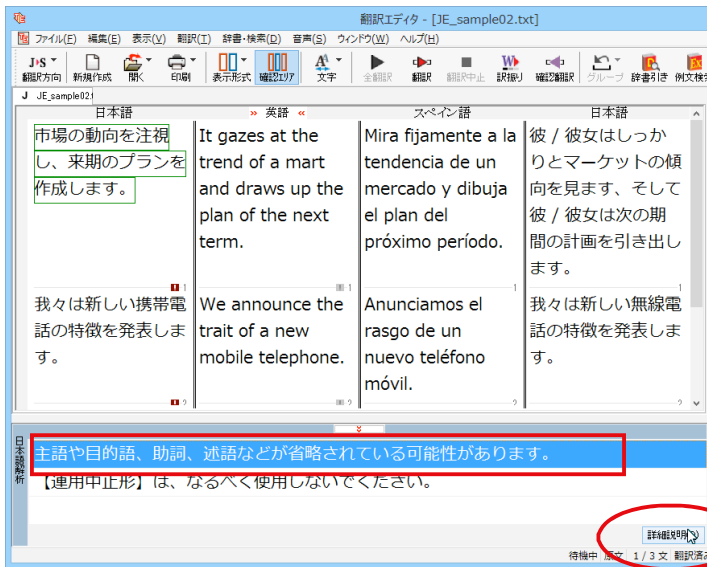 翻訳エディタ - [JE_sample02.txt]
ファイル(F) 編集(E) 表示(V) 翻訳(T) 辞書・検索(D) 音声(S) ウィンドウ(W) ヘルプ(H)
J▸S
翻訳方向 新規作成 開く 印刷 表示形式 確認エリア 文字 全翻訳 翻訳 翻訳中止 訳振り 確認翻訳 グループ 辞書引き 例文検索
J JE_sample02.t
日本語 » 英語 « スペイン語 日本語
市場の動向を注視
し、来期のプランを
作成します。
1
It gazes at the
trend of a mart
and draws up the
plan of the next
term.
1
Mira fijamente a la
tendencia de un
mercado y dibuja
el plan del
próximo período.
1
彼 / 彼女はしっか
りとマーケットの傾
向を見ます、そして
彼 / 彼女は次の期
間の計画を引き出し
ます。
1
我々は新しい携帯電
話の特徴を発表しま
す。
2
We announce the
trait of a new
mobile telephone.
2
Anunciamos el
rasgo de un
nuevo teléfono
móvil.
2
我々は新しい無線電
話の特徴を発表しま
す。
2
日本語解析
主語や目的語、助詞、述語などが省略されている可能性があります。
【運用中止形】は、なるべく使用しないでください。
詳細説明
待機中 原文 1 / 3 文 翻訳済